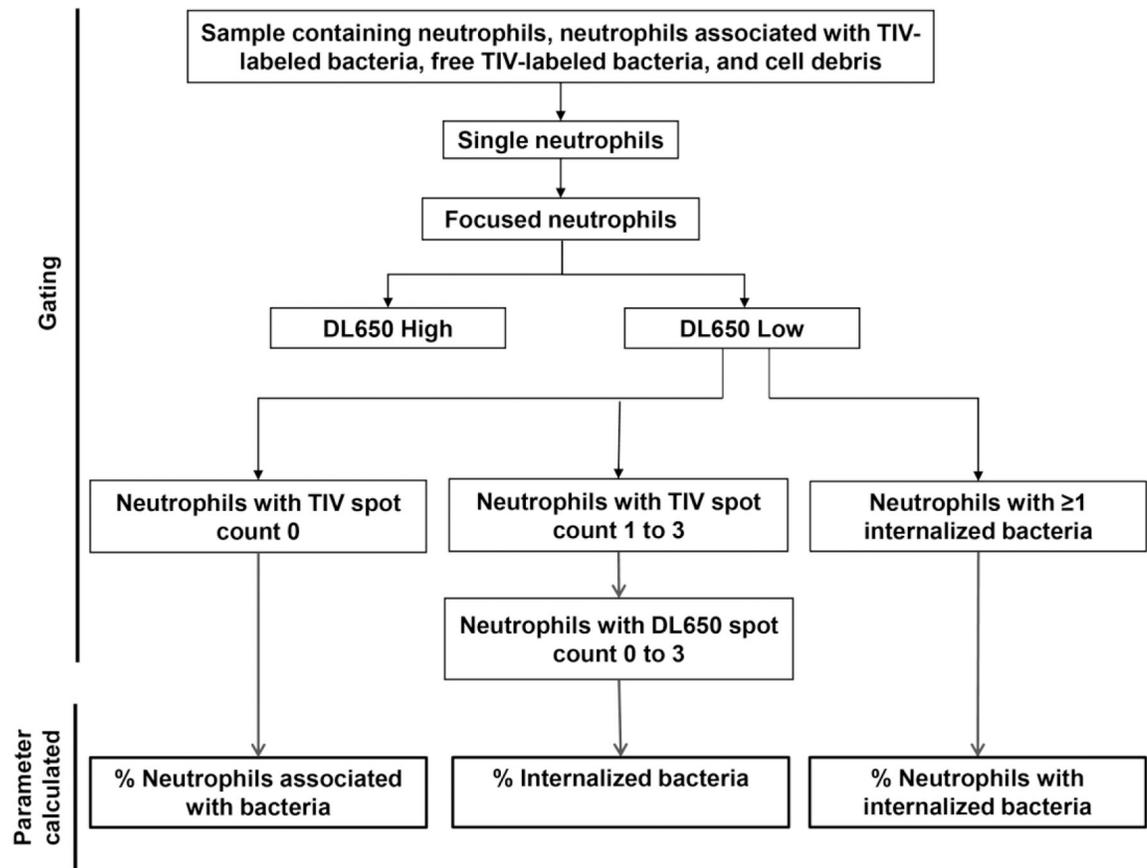 Sample containing neutrophils, neutrophils associated with TIV-
labeled bacteria, free TIV-labeled bacteria, and cell debris
Single neutrophils
Focused neutrophils
Gating
DL650 High
DL650 Low
Neutrophils with TIV spot
count 0
Neutrophils with TIV spot
count 1 to 3
Neutrophils with ≥1
internalized bacteria
Neutrophils with DL650 spot
count 0 to 3
Parameter
calculated
% Neutrophils associated
with bacteria
% Internalized bacteria
% Neutrophils with
internalized bacteria